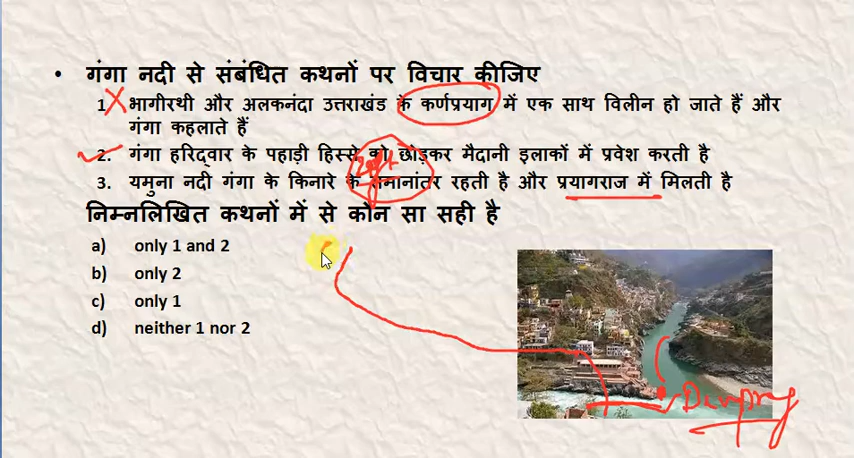 • गंगा नदी से संबंधित कथनों पर विचार कीजिए
1. भागीरथी और अलकनंदा उत्तराखंड के कर्णप्रयाग में एक साथ विलीन हो जाते हैं और
गंगा कहलाते हैं
2. गंगा हरिद्वार के पहाड़ी हिस्से को छोड़कर मैदानी इलाकों में प्रवेश करती है
3. यमुना नदी गंगा के किनारे के समानांतर रहती है और प्रयागराज में मिलती है
निम्नलिखित कथनों में से कौन सा सही है
a) only 1 and 2
b) only 2
c) only 1
d) neither 1 nor 2